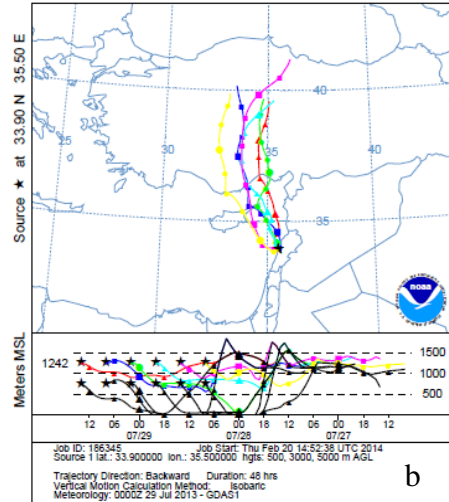 Source ★ at 33.90 N 35.50 E
40
25
30
35
40
35
noaa
Meters MSL
1242
1500
1000
500
12 06 00 18 12 06 00 18 12 06 00 18 12
07/29 07/28 07/27
Job ID: 186345 Job Start: Thu Feb 20 14:52:38 UTC 2014
Source 1 lat.: 33.900000 lon.: 35.500000 hgts: 500, 3000, 5000 m AGL
Trajectory Direction: Backward Duration: 48 hrs
Vertical Motion Calculation Method: Isobaric
Meteorology: 0000Z 29 Jul 2013 - GDAS1
b